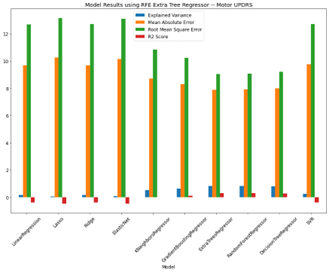 Model Results using RFE Extra Tree Regressor -- Motor UPDRS
Explained Variance
Mean Absolute Error
Root Mean Square Error
R2 Score
12
10
8
6
4
2
0
LinearRegression
Lasso
Ridge
ElasticNet
KNeighborsRegressor
GradientBoostingRegressor
ExtraTreesRegressor
RandomForestRegressor
DecisionTreeRegressor
SVR
Model